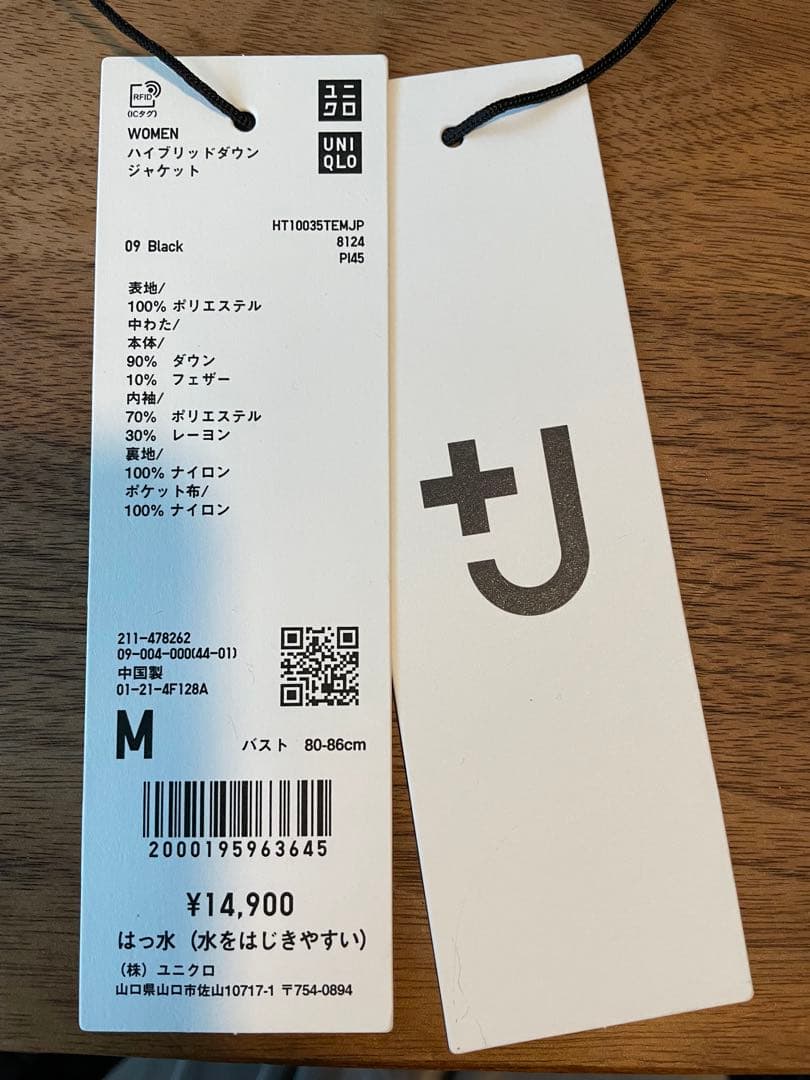 RFID
(ICタグ)
ユニ
クロ
UNI
QLO
WOMEN
ハイブリッドダウン
ジャケット
HT10035TEMJP
09 Black
8124
PI45
表地/
100% ポリエステル
中わた/
本体/
90% ダウン
10% フェザー
内袖/
70% ポリエステル
30% レーヨン
裏地/
100% ナイロン
ポケット布/
100% ナイロン
211-478262
09-004-000(44-01)
中国製
01-21-4F128A
M
バスト 80-86cm
2000195963645
¥14,900
はっ水 (水をはじきやすい)
(株) ユニクロ
山口県山口市佐山10717-1 〒754-0894
+J